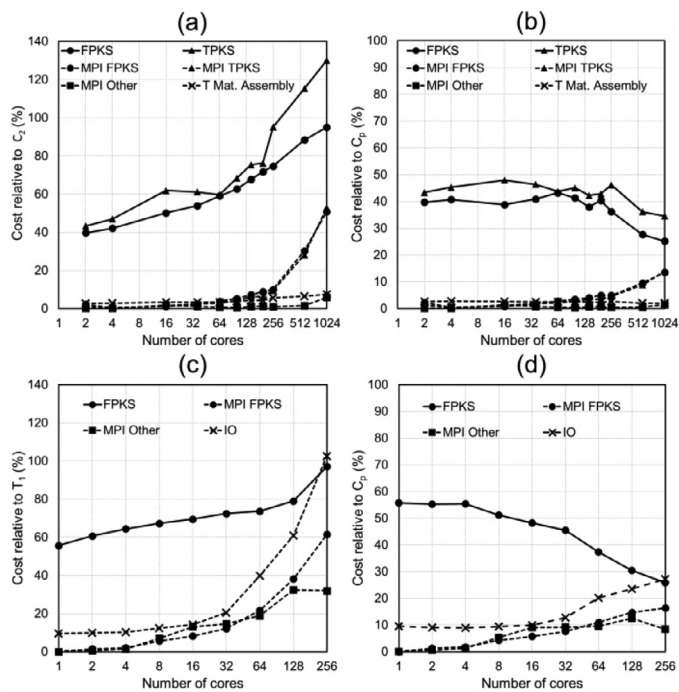 (a)
140
120
100
80
60
40
20
0
Cost relative to C₂ (%)
FPKS TPKS
MPI FPKS MPI TPKS
MPI Other T Mat. Assembly
1 2 4 16 32 64 128 256 512 1024
Number of cores
(b)
100
90
80
70
60
50
40
30
20
10
0
Cost relative to Cₚ (%)
FPKS TPKS
MPI FPKS MPI TPKS
MPI Other T Mat. Assembly
1 2 4 16 32 64 128 256 512 1024
Number of cores
(c)
140
120
100
80
60
40
20
0
Cost relative to T₁ (%)
FPKS MPI FPKS
MPI Other IO
1 2 4 8 16 32 64 128 256
Number of cores
(d)
100
90
80
70
60
50
40
30
20
10
0
Cost relative to Cₚ (%)
FPKS MPI FPKS
MPI Other IO
1 2 4 8 16 32 64 128 256
Number of cores